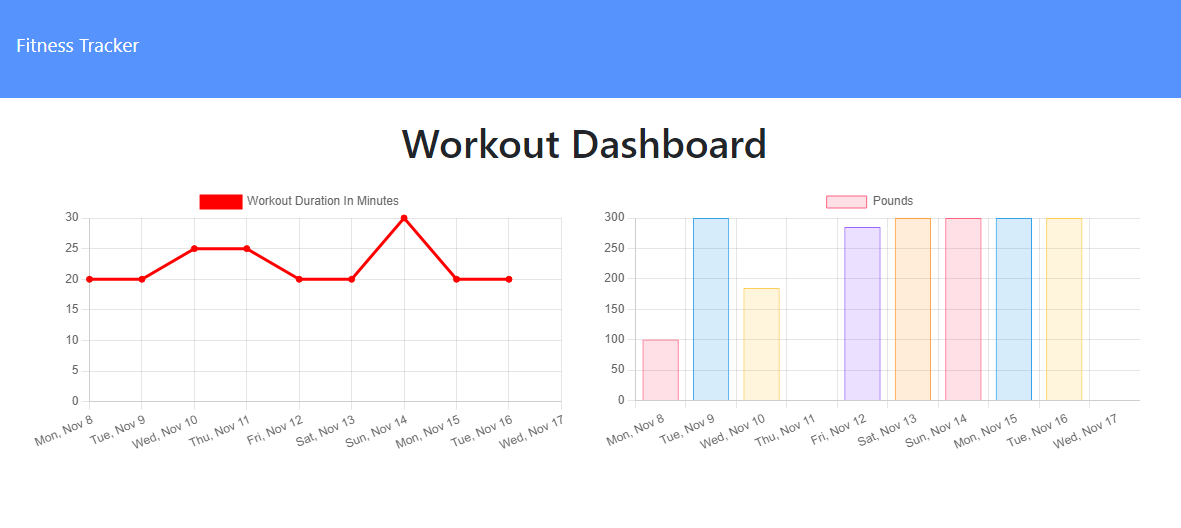 Fitness Tracker
Workout Dashboard
Workout Duration In Minutes
30
25
20
15
10
5
0
Mon, Nov 8
Tue, Nov 9
Wed, Nov 10
Thu, Nov 11
Fri, Nov 12
Sat, Nov 13
Sun, Nov 14
Mon, Nov 15
Tue, Nov 16
Wed, Nov 17
Pounds
300
250
200
150
100
50
0
Mon, Nov 8
Tue, Nov 9
Wed, Nov 10
Thu, Nov 11
Fri, Nov 12
Sat, Nov 13
Sun, Nov 14
Mon, Nov 15
Tue, Nov 16
Wed, Nov 17